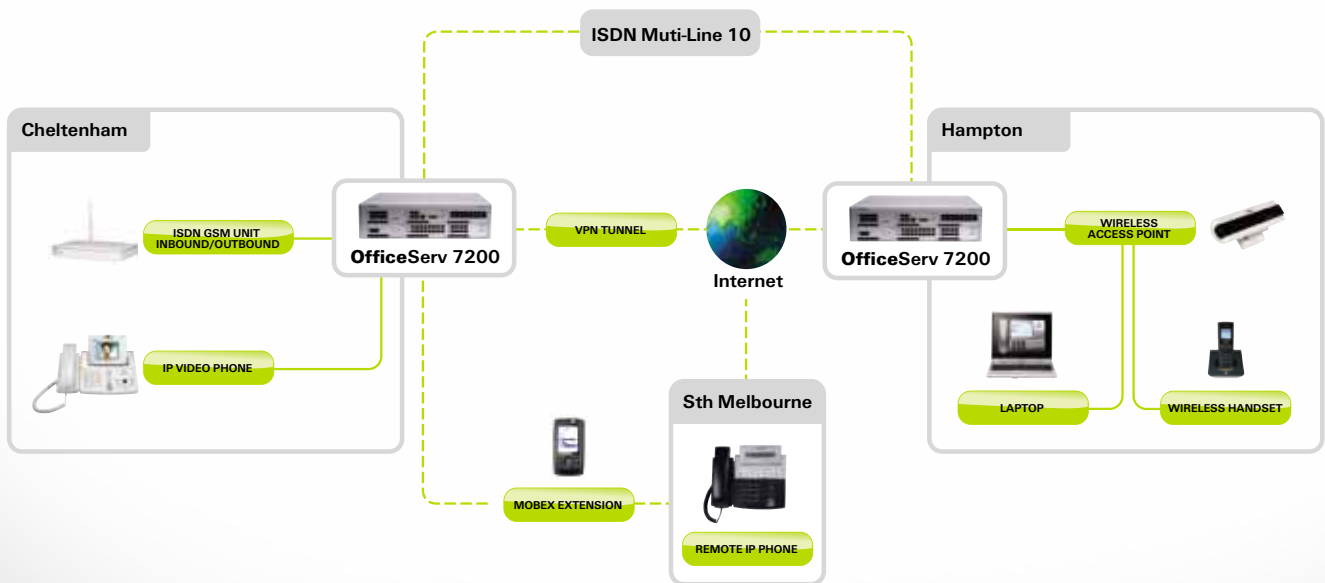 ISDN Muti-Line 10
Cheltenham
ISDN GSM UNIT
INBOUND/OUTBOUND
IP VIDEO PHONE
OfficeServ 7200
VPN TUNNEL
Internet
OfficeServ 7200
Hampton
WIRELESS
ACCESS POINT
LAPTOP
WIRELESS HANDSET
Sth Melbourne
MOBEX EXTENSION
REMOTE IP PHONE